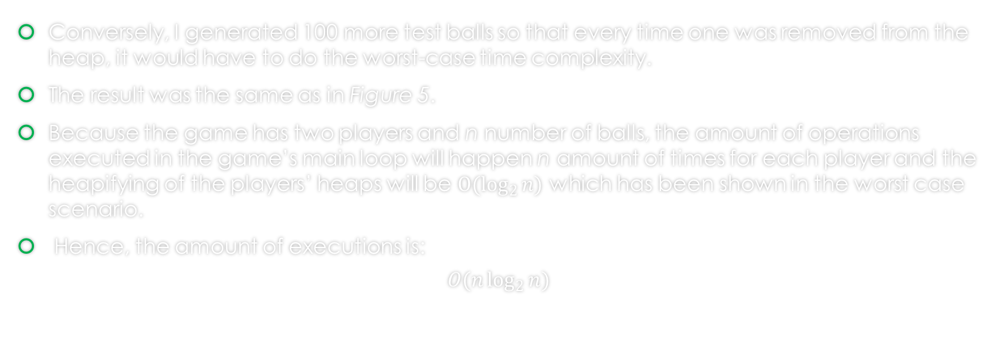 Conversely, I generated 100 more test balls so that every time one was removed from the
heap, it would have to do the worst-case time complexity.
The result was the same as in Figure 5.
Because the game has two players and n number of balls, the amount of operations
executed in the game's main loop will happen n amount of times for each player and the
heapifying of the players' heaps will be O(log₂ n) which has been shown in the worst case
scenario.
Hence, the amount of executions is:
O(n log₂ n)